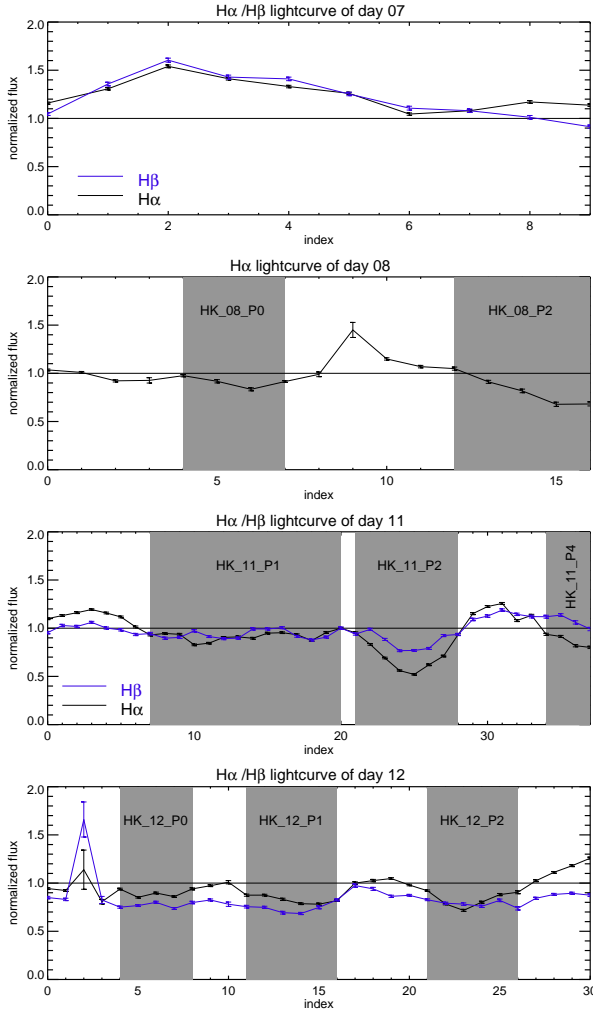 Hα /Hβ lightcurve of day 07
2.0
1.5
1.0
0.5
0.0
normalized flux
Hβ
Hα
0 2 4 6 8
index
Hα lightcurve of day 08
2.0
1.5
1.0
0.5
0.0
normalized flux
HK_08_P0
HK_08_P2
0 5 10 15
index
Hα /Hβ lightcurve of day 11
2.0
1.5
1.0
0.5
0.0
normalized flux
HK_11_P1
HK_11_P2
HK_11_P4
Hβ
Hα
0 10 20 30
index
Hα /Hβ lightcurve of day 12
2.0
1.5
1.0
0.5
0.0
normalized flux
HK_12_P0
HK_12_P1
HK_12_P2
0 5 10 15 20 25 30
index